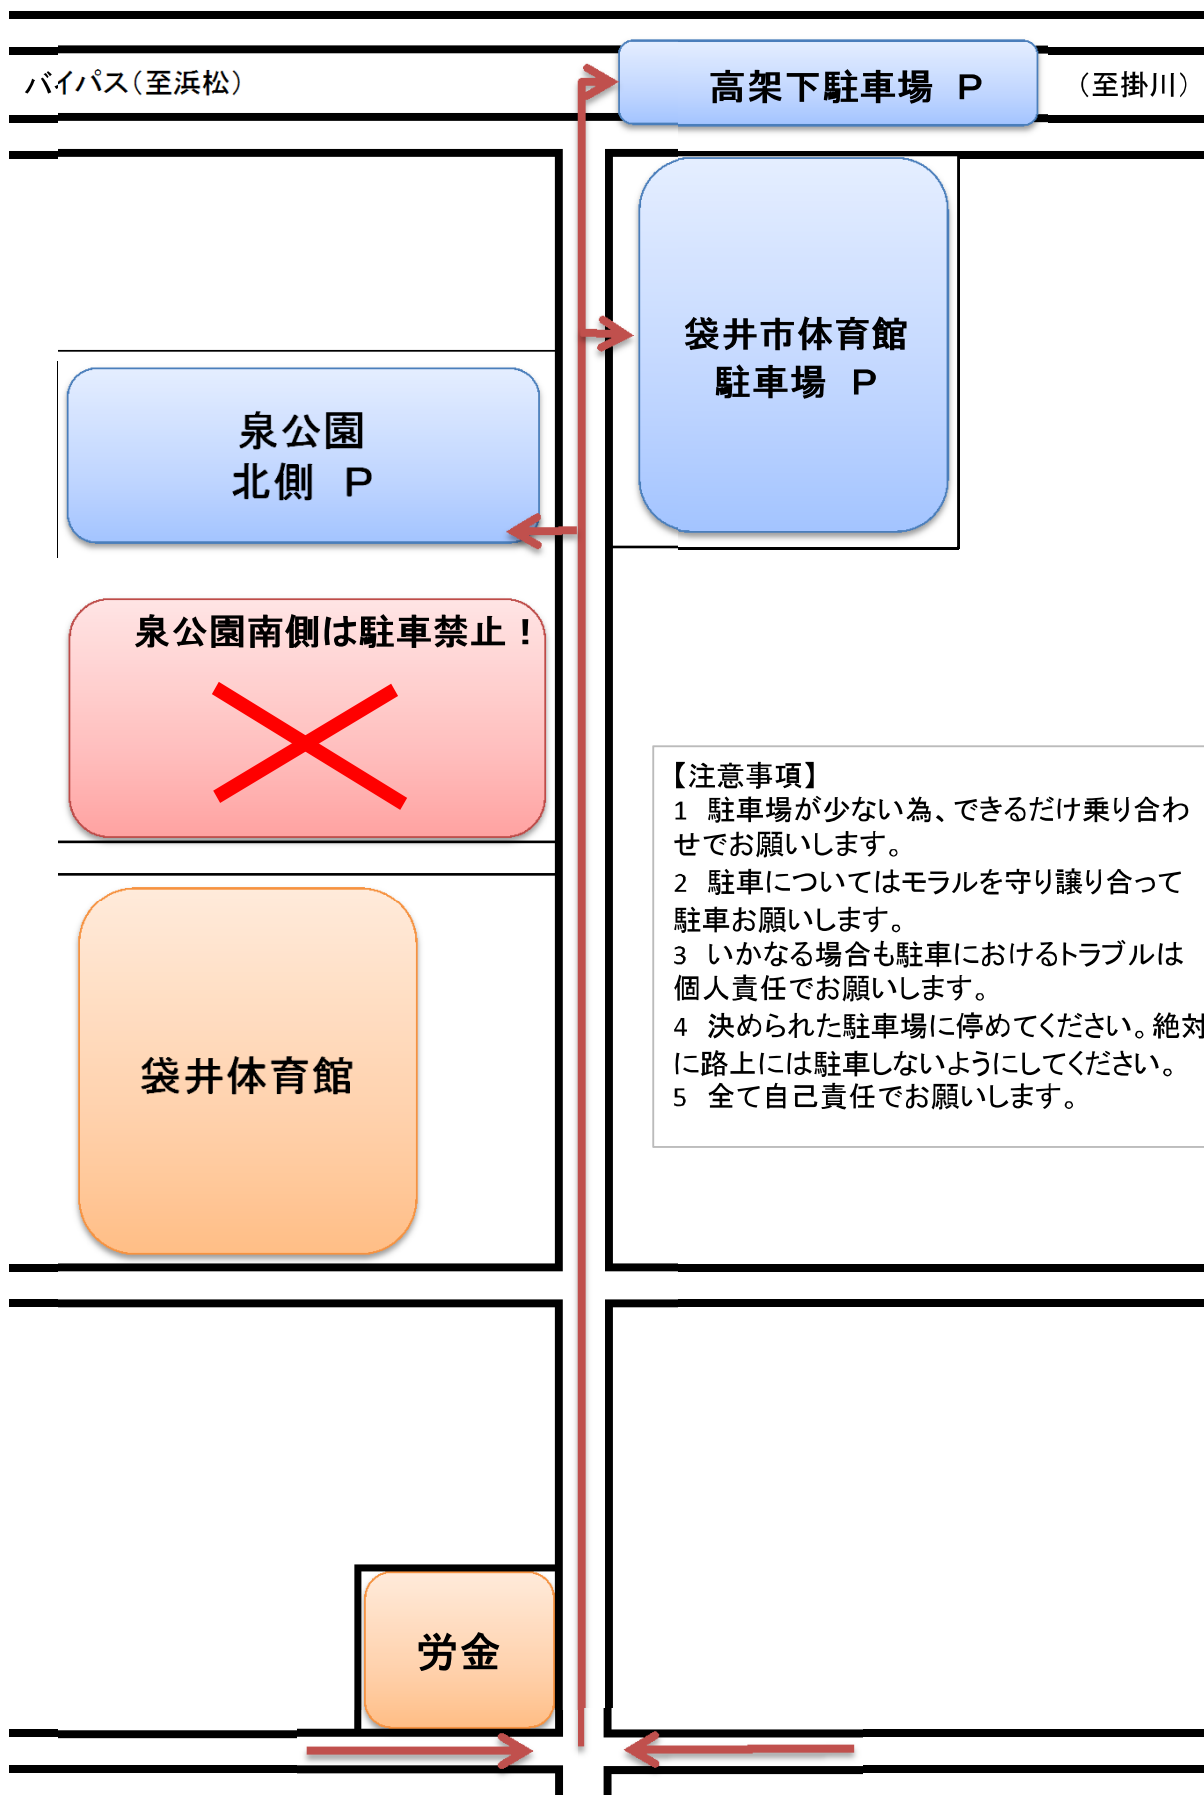 バイパス（至浜松）
高架下駐車場　P
（至掛川）
袋井市体育館
駐車場　P
泉公園
北側　P
泉公園南側は駐車禁止！
【注意事項】
1　駐車場が少ない為、できるだけ乗り合わ
せでお願いします。
2　駐車についてはモラルを守り譲り合って
駐車お願いします。
3　いかなる場合も駐車におけるトラブルは
個人責任でお願いします。
4　決められた駐車場に停めてください。絶対
に路上には駐車しないようにしてください。
5　全て自己責任でお願いします。
袋井体育館
労金